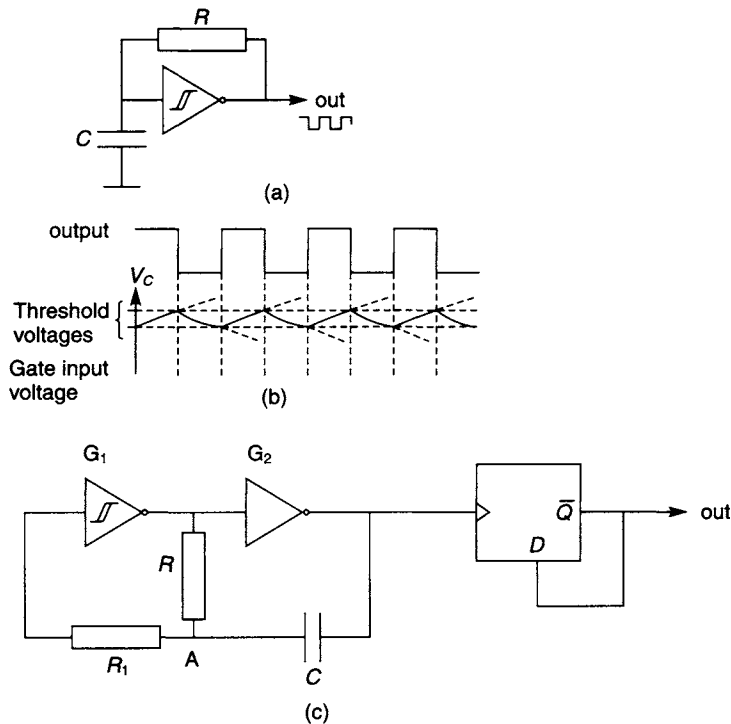 R
C
out
(a)
output
V_C
Threshold
voltages
Gate input
voltage
(b)
G₁
G₂
R
R₁
A
C
Q̅
D
out
(c)